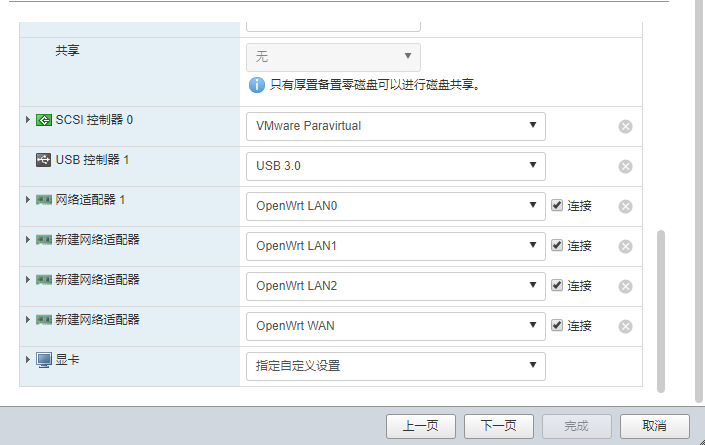 共享
无
只有厚置备置零磁盘可以进行磁盘共享。
SCSI 控制器 0
VMware Paravirtual
USB 控制器 1
USB 3.0
网络适配器 1
OpenWrt LAN0
连接
新建网络适配器
OpenWrt LAN1
连接
新建网络适配器
OpenWrt LAN2
连接
新建网络适配器
OpenWrt WAN
连接
显卡
指定自定义设置
上一页
下一页
完成
取消